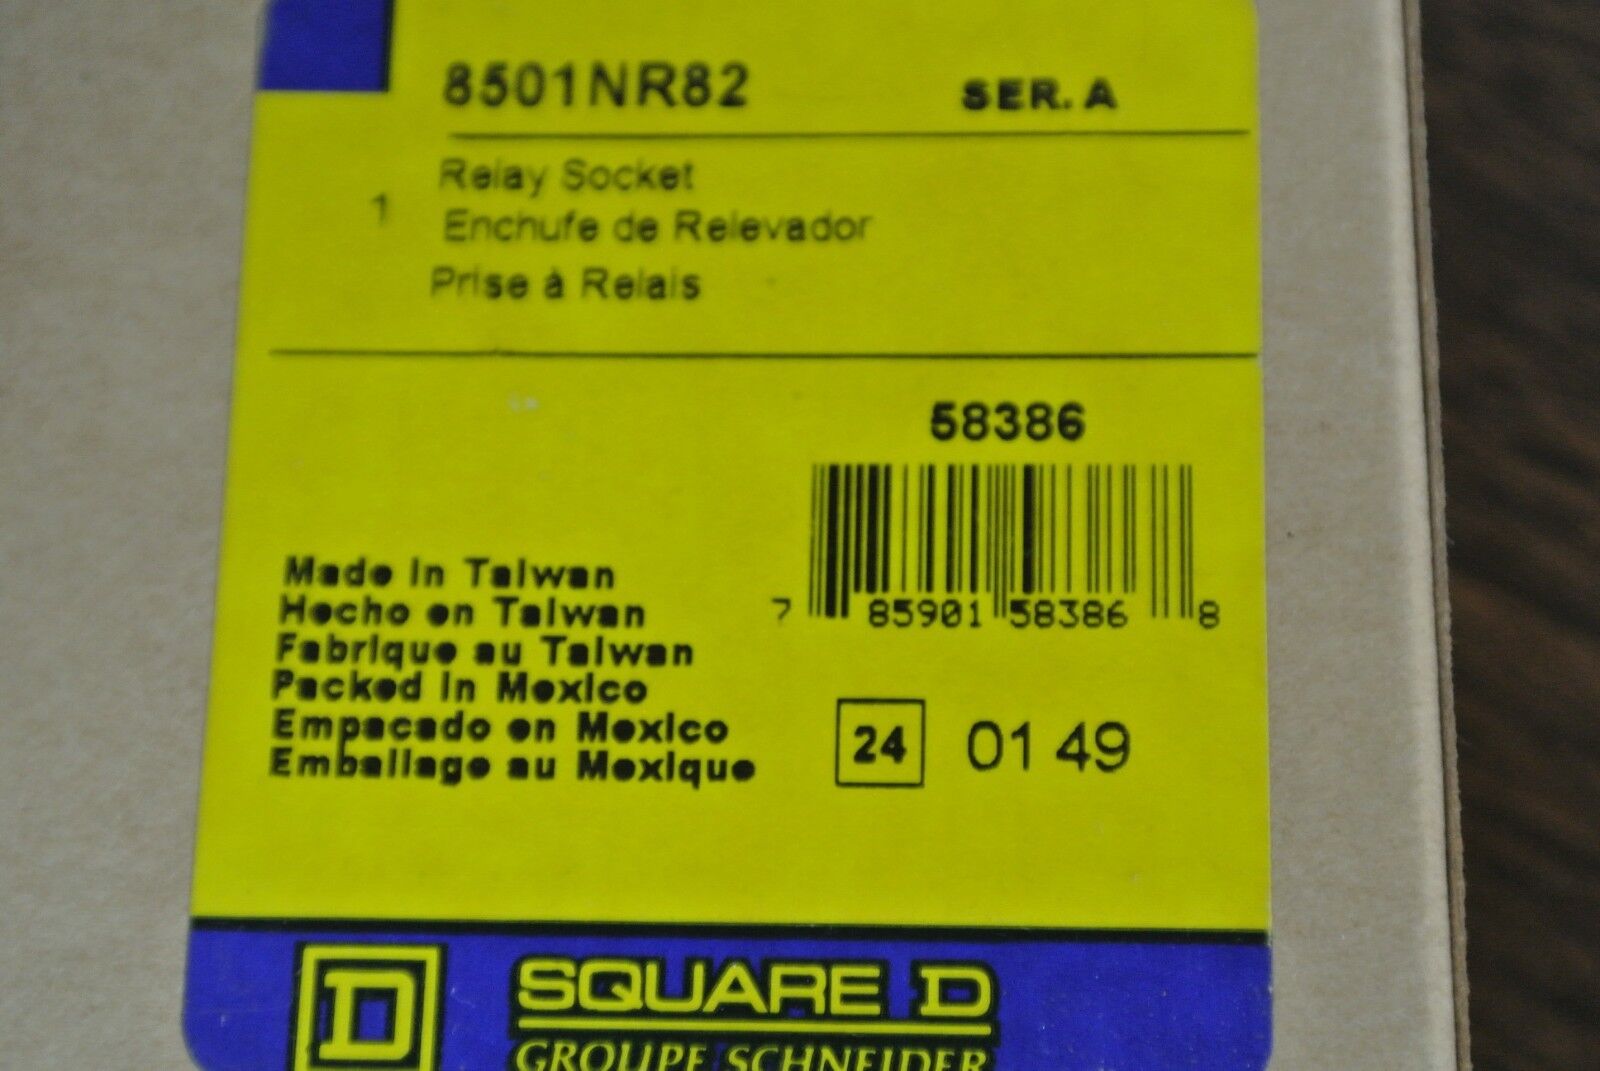 8501NR82 SER. A
1
Relay Socket
Enchufe de Relevador
Prise à Relais
58386
7 85901 58386 8
Made in Taiwan
Hecho en Taiwan
Fabrique au Taiwan
Packed in Mexico
Empacado en Mexico
Emballage au Mexique
24 01 49
D SQUARE D
GROUPE SCHNEIDER